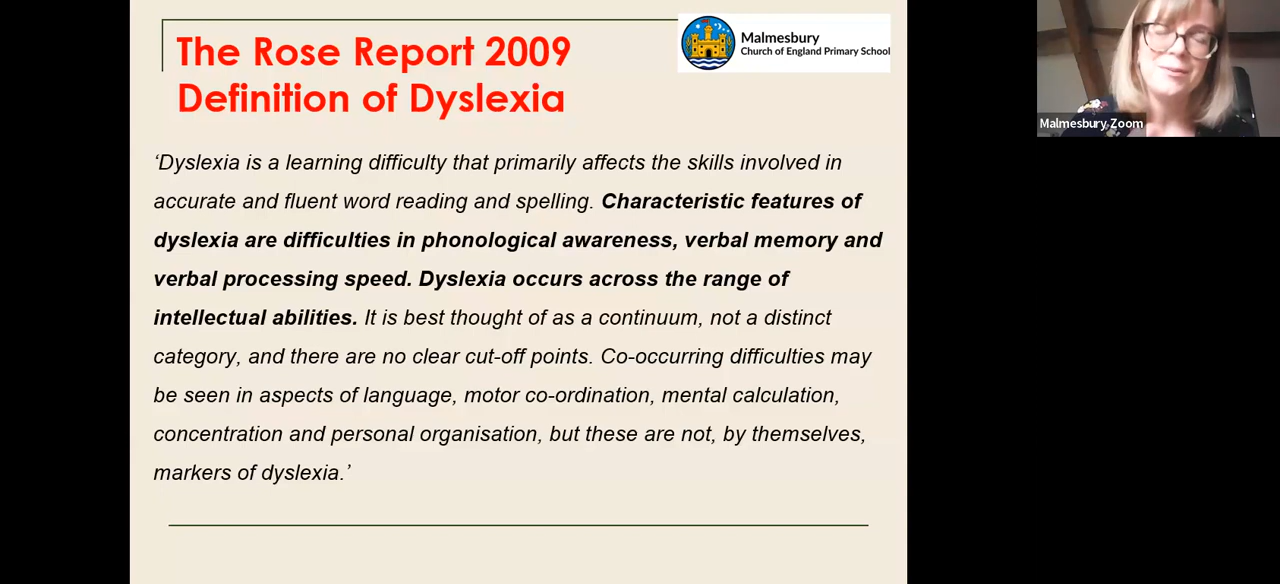 The Rose Report 2009
Definition of Dyslexia
Malmesbury
Church of England Primary School
Malmesbury Zoom
‘Dyslexia is a learning difficulty that primarily affects the skills involved in
accurate and fluent word reading and spelling. Characteristic features of
dyslexia are difficulties in phonological awareness, verbal memory and
verbal processing speed. Dyslexia occurs across the range of
intellectual abilities. It is best thought of as a continuum, not a distinct
category, and there are no clear cut-off points. Co-occurring difficulties may
be seen in aspects of language, motor co-ordination, mental calculation,
concentration and personal organisation, but these are not, by themselves,
markers of dyslexia.’